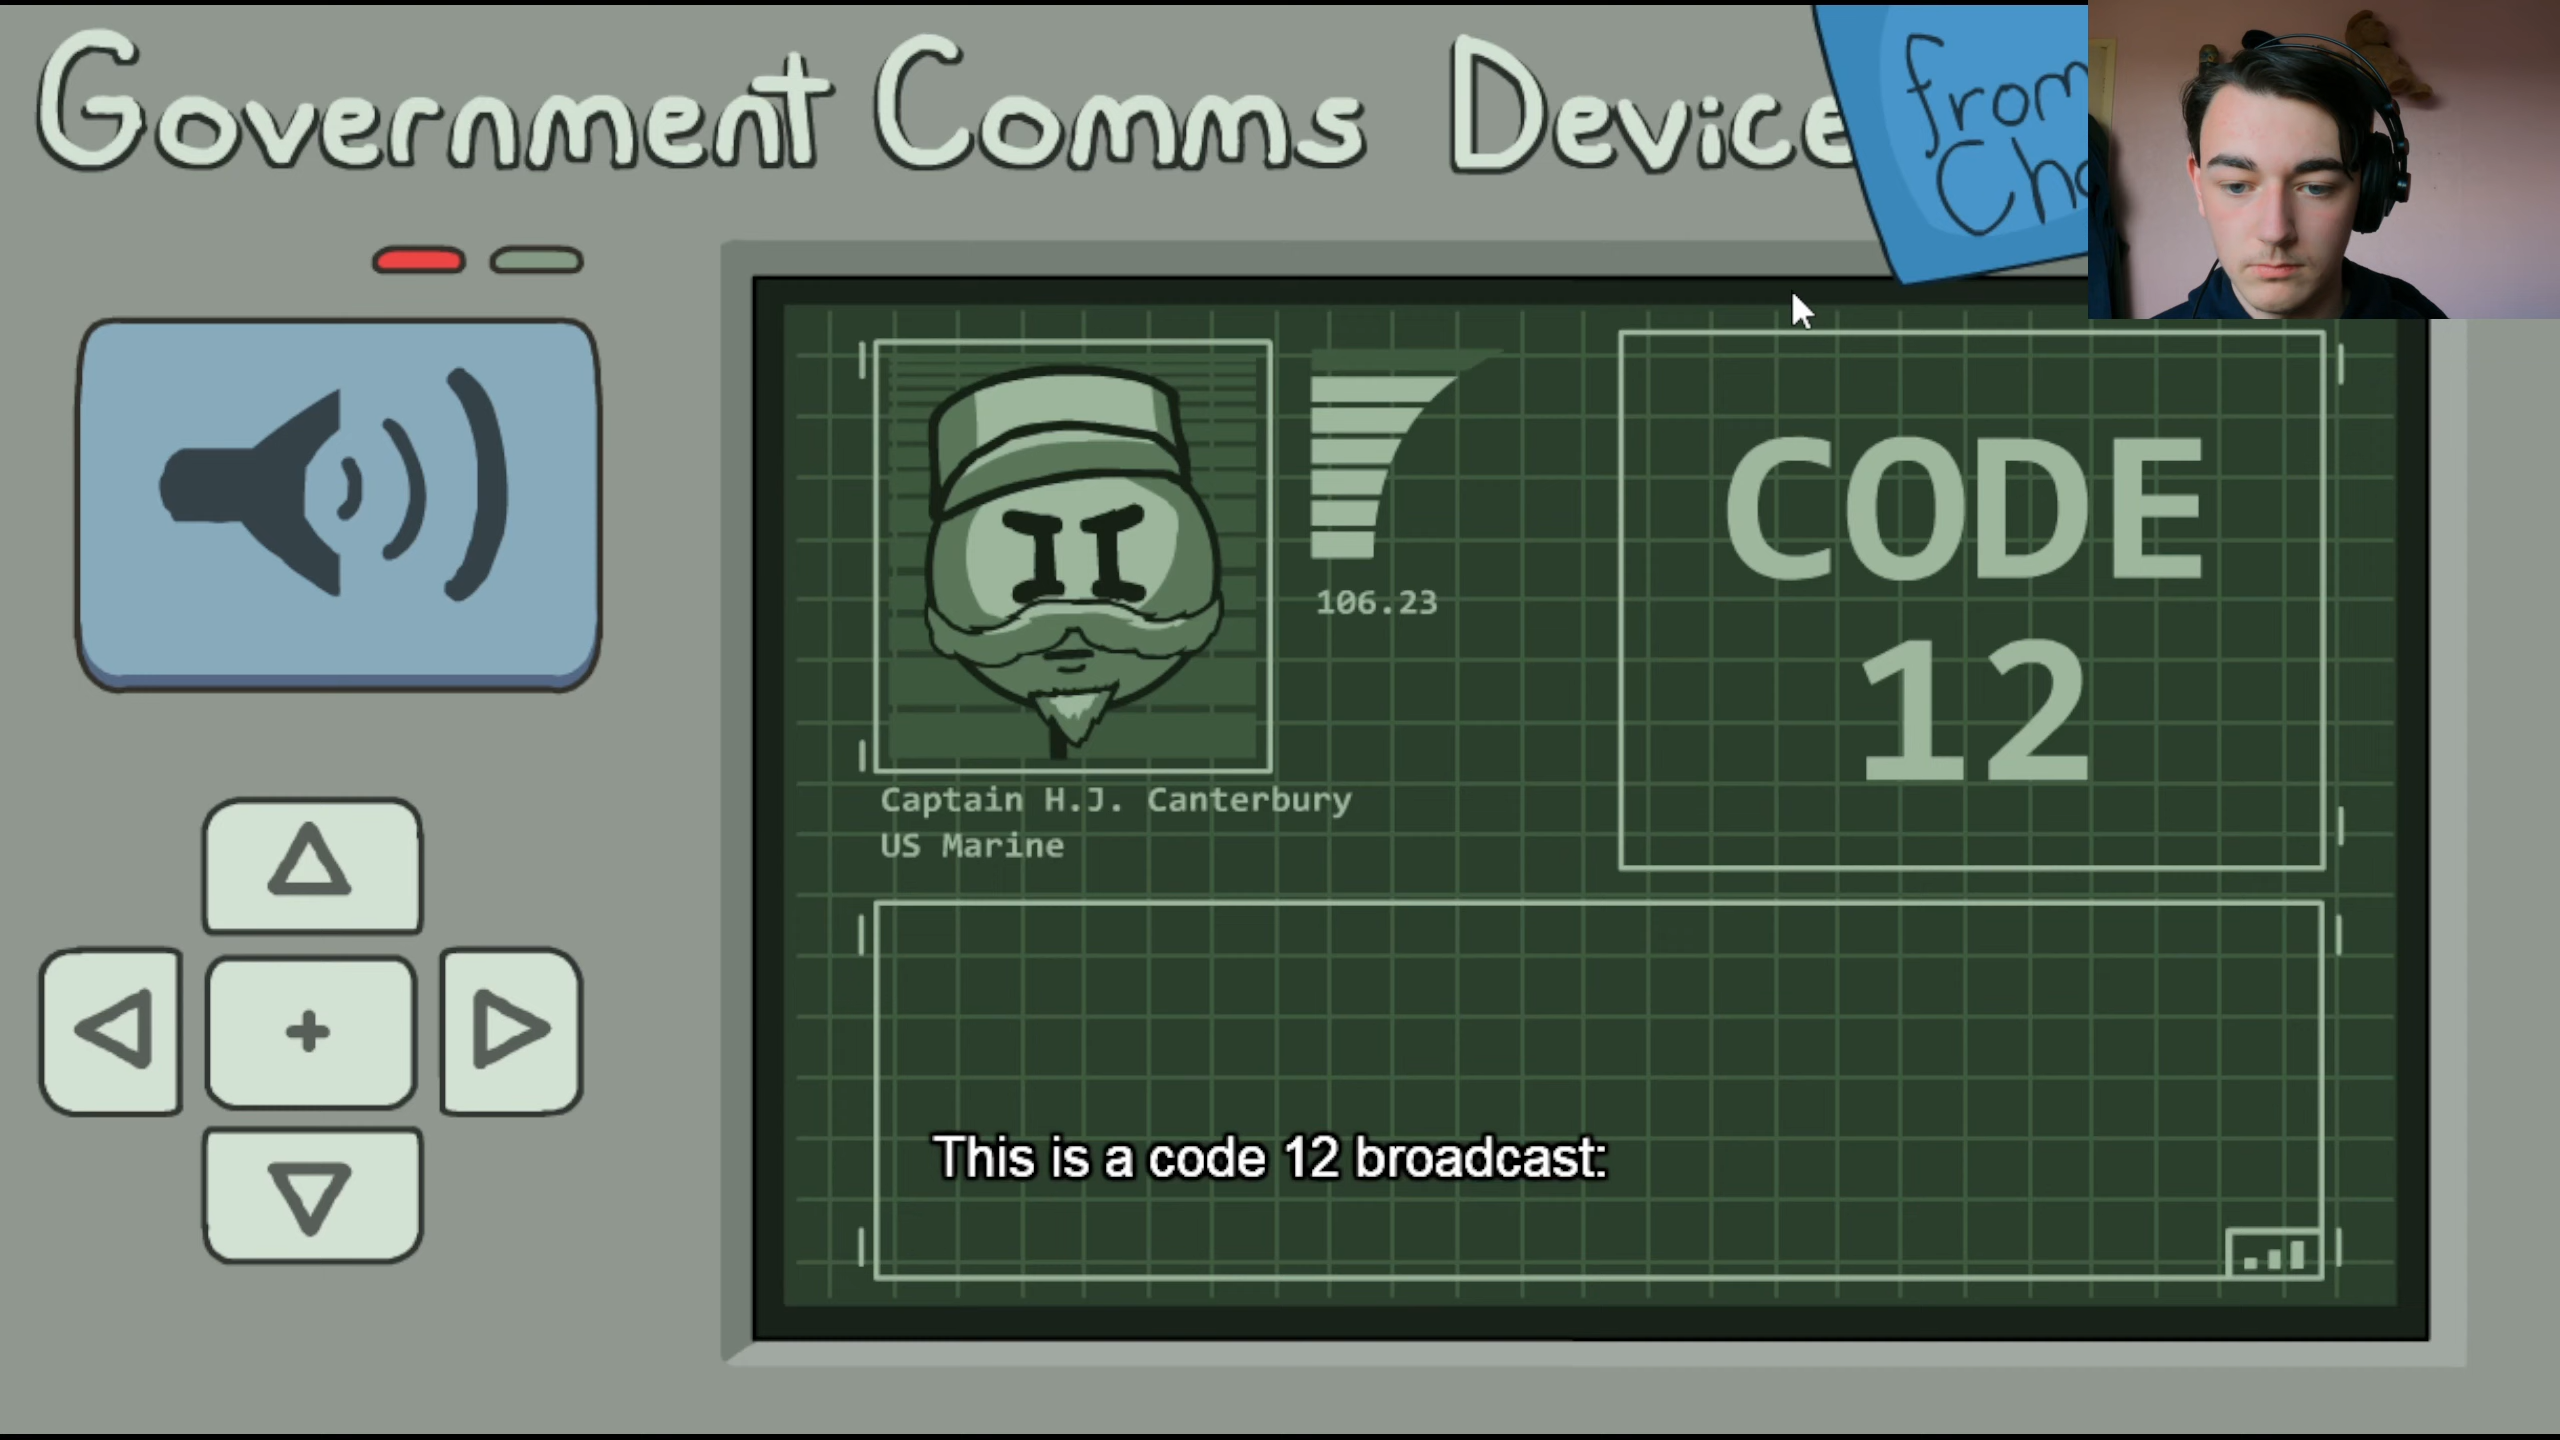 Government Comms Device
from
CODE
12
106.23
Captain H.J. Canterbury
US Marine
This is a code 12 broadcast: